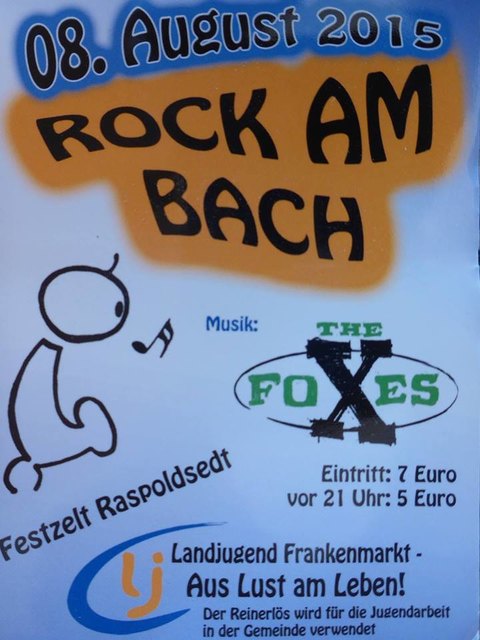 08. August 2015
ROCK AM
BACH
Musik:
THE
FOXES
Eintritt: 7 Euro
vor 21 Uhr: 5 Euro
Festzelt Raspoldsedt
lj
Landjugend Frankenmarkt -
Aus Lust am Leben!
Der Reinerlös wird für die Jugendarbeit
in der Gemeinde verwendet